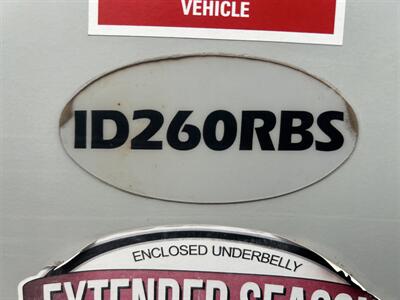 VEHICLE
ID260RBS
ENCLOSED UNDERBELLY
EXTENDED SEASON